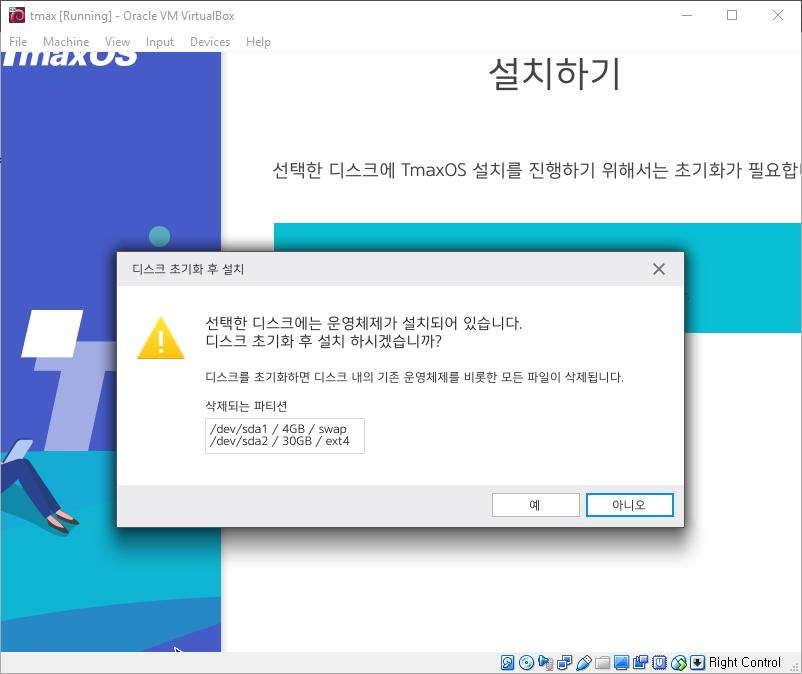 tmax [Running] - Oracle VM VirtualBox
File Machine View Input Devices Help
TmaxOS
설치하기
선택한 디스크에 TmaxOS 설치를 진행하기 위해서는 초기화가 필요합
디스크 초기화 후 설치
선택한 디스크에는 운영체제가 설치되어 있습니다.
디스크 초기화 후 설치 하시겠습니까?
디스크를 초기화하면 디스크 내의 기존 운영체제를 비롯한 모든 파일이 삭제됩니다.
삭제되는 파티션
/dev/sda1 / 4GB / swap
/dev/sda2 / 30GB / ext4
예
아니오
Right Control